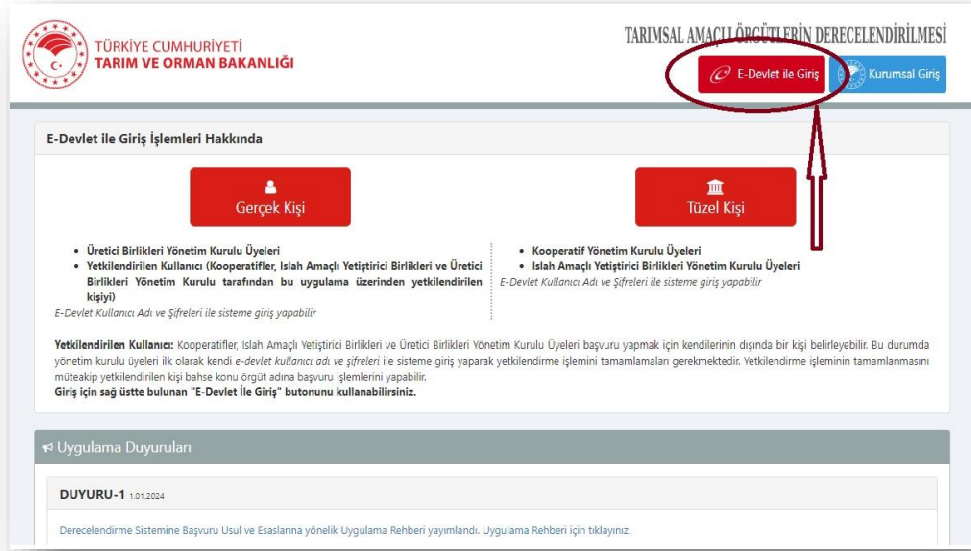 TÜRKİYE CUMHURİYETİ
TARIM VE ORMAN BAKANLIĞI
TARIMSAL AMAÇLI ÖRGÜTLERİN DERECELENDİRİLMESİ
E-Devlet ile Giriş
Kurumsal Giriş
E-Devlet ile Giriş İşlemleri Hakkında
Gerçek Kişi
• Üretici Birlikleri Yönetim Kurulu Üyeleri
• Yetkilendirilen Kullanıcı (Kooperatifler, Islah Amaçlı Yetiştirici Birlikleri ve Üretici
Birlikleri Yönetim Kurulu tarafından bu uygulama üzerinden yetkilendirilen
kişiyi)
E-Devlet Kullanıcı Adı ve Şifreleri ile sisteme giriş yapabilir
Tüzel Kişi
• Kooperatif Yönetim Kurulu Üyeleri
• Islah Amaçlı Yetiştirici Birlikleri Yönetim Kurulu Üyeleri
E-Devlet Kullanıcı Adı ve Şifreleri ile sisteme giriş yapabilir
Yetkilendirilen Kullanıcı: Kooperatifler, Islah Amaçlı Yetiştirici Birlikleri ve Üretici Birlikleri Yönetim Kurulu Üyeleri başvuru yapmak için kendilerinin dışında bir kişi belirleyebilir. Bu durumda
yönetim kurulu üyeleri ilk olarak kendi e-devlet kullanıcı adı ve şifreleri ile sisteme giriş yaparak yetkilendirme işlemini tamamlamaları gerekmektedir. Yetkilendirme işleminin tamamlanmasını
müteakip yetkilendirilen kişi bahse konu örgüt adına başvuru işlemlerini yapabilir.
Giriş için sağ üstte bulunan "E-Devlet İle Giriş" butonunu kullanabilirsiniz.
Uygulama Duyuruları
DUYURU-1 1.01.2024
Derecelendirme Sistemine Başvuru Usul ve Esaslarına yönelik Uygulama Rehberi yayımlandı. Uygulama Rehberi için tıklayınız.